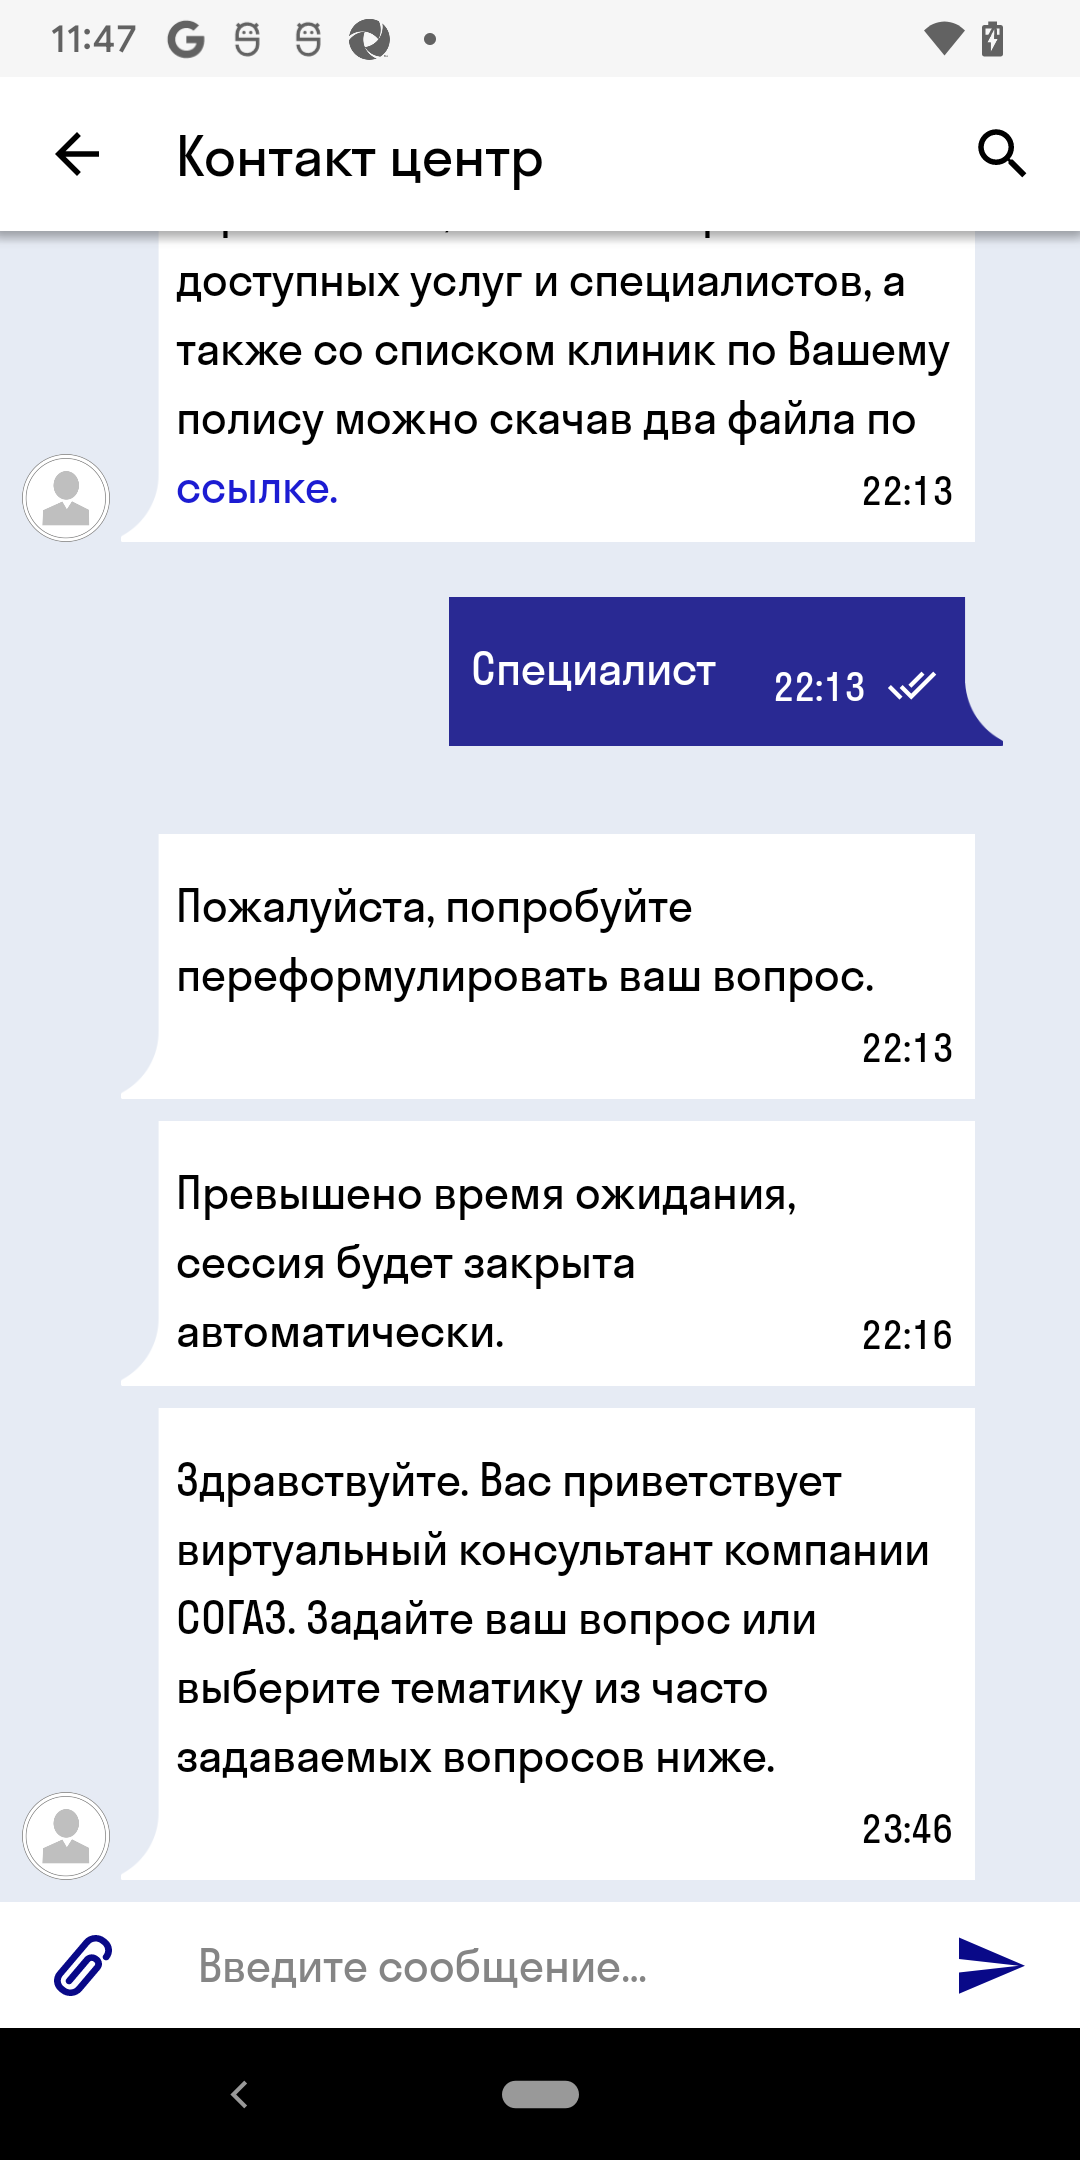 11:47
Контакт центр
доступных услуг и специалистов, а
также со списком клиник по Вашему
полису можно скачав два файла по
ссылке.
22:13
Специалист
22:13
Пожалуйста, попробуйте
переформулировать ваш вопрос.
22:13
Превышено время ожидания,
сессия будет закрыта
автоматически.
22:16
Здравствуйте. Вас приветствует
виртуальный консультант компании
СОГАЗ. Задайте ваш вопрос или
выберите тематику из часто
задаваемых вопросов ниже.
23:46
Введите сообщение...